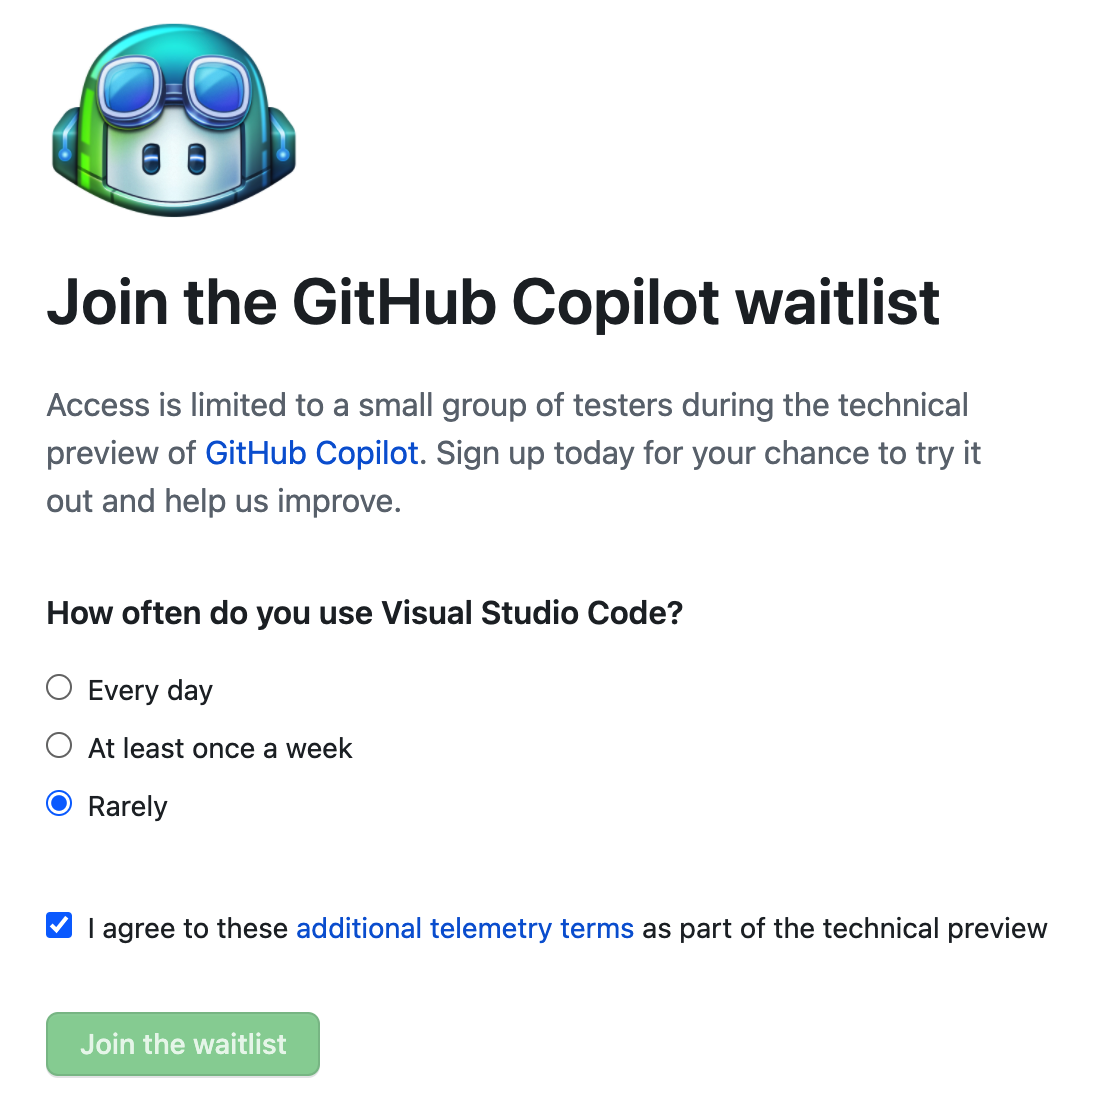 Join the GitHub Copilot waitlist
Access is limited to a small group of testers during the technical
preview of GitHub Copilot. Sign up today for your chance to try it
out and help us improve.
How often do you use Visual Studio Code?
Every day
At least once a week
Rarely
I agree to these additional telemetry terms as part of the technical preview
Join the waitlist